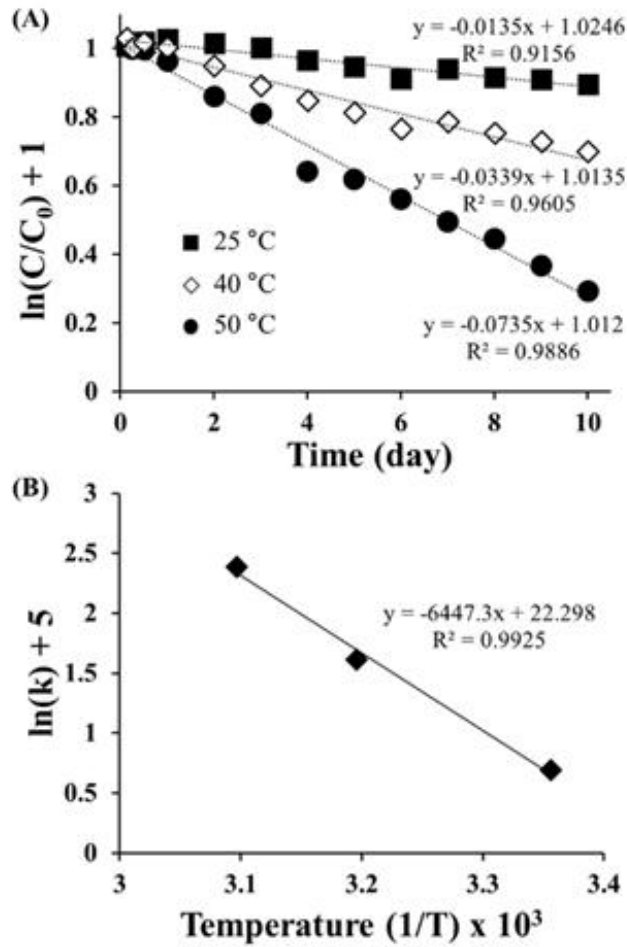 (A)
y = -0.0135x + 1.0246
R² = 0.9156
1
0.8
0.6
0.4
0.2
0
ln(C/C₀) + 1
y = -0.0339x + 1.0135
R² = 0.9605
25 °C
40 °C
50 °C
y = -0.0735x + 1.012
R² = 0.9886
0 2 4 6 8 10
Time (day)
(B)
3
2.5
2
1.5
1
0.5
0
ln(k) + 5
y = -6447.3x + 22.298
R² = 0.9925
3 3.1 3.2 3.3 3.4
Temperature (1/T) x 10³